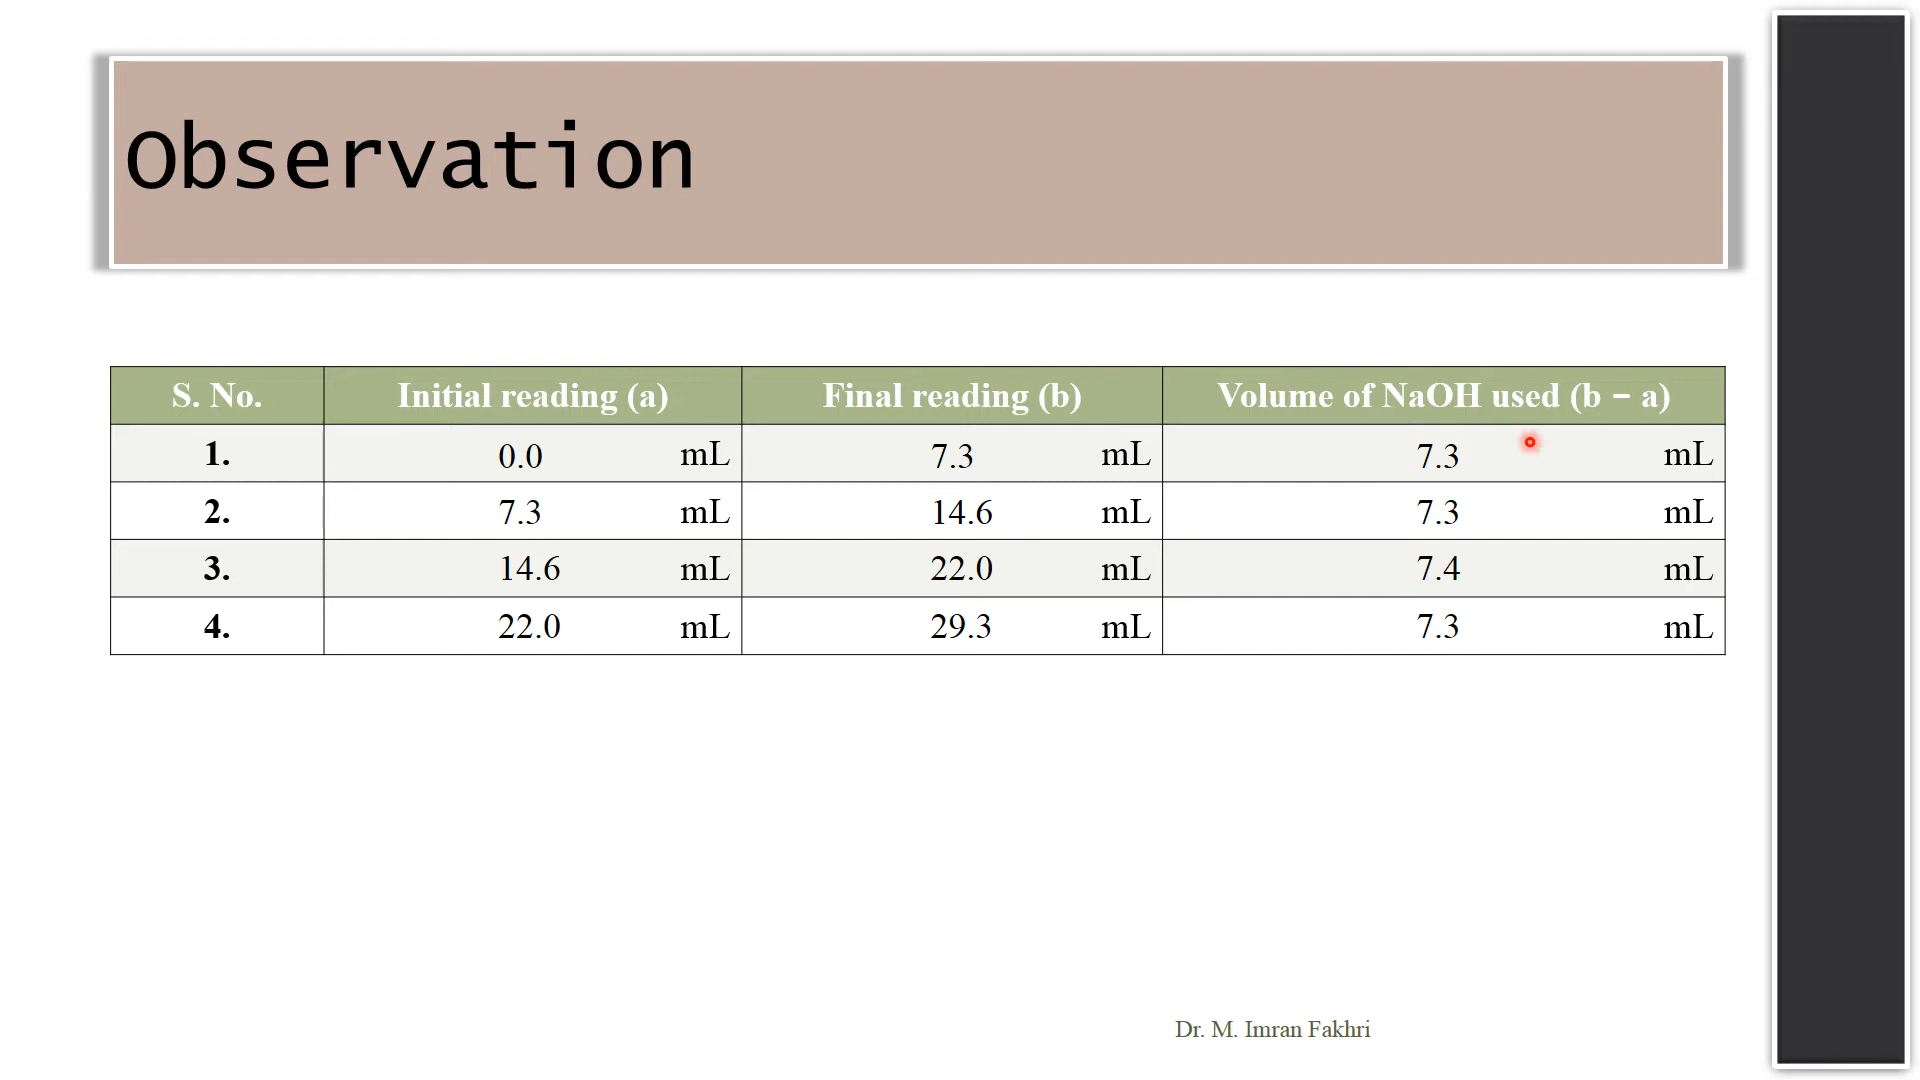 Observation
S. No. Initial reading (a) Final reading (b) Volume of NaOH used (b − a)
1. 0.0 mL 7.3 mL 7.3 mL
2. 7.3 mL 14.6 mL 7.3 mL
3. 14.6 mL 22.0 mL 7.4 mL
4. 22.0 mL 29.3 mL 7.3 mL
Dr. M. Imran Fakhri